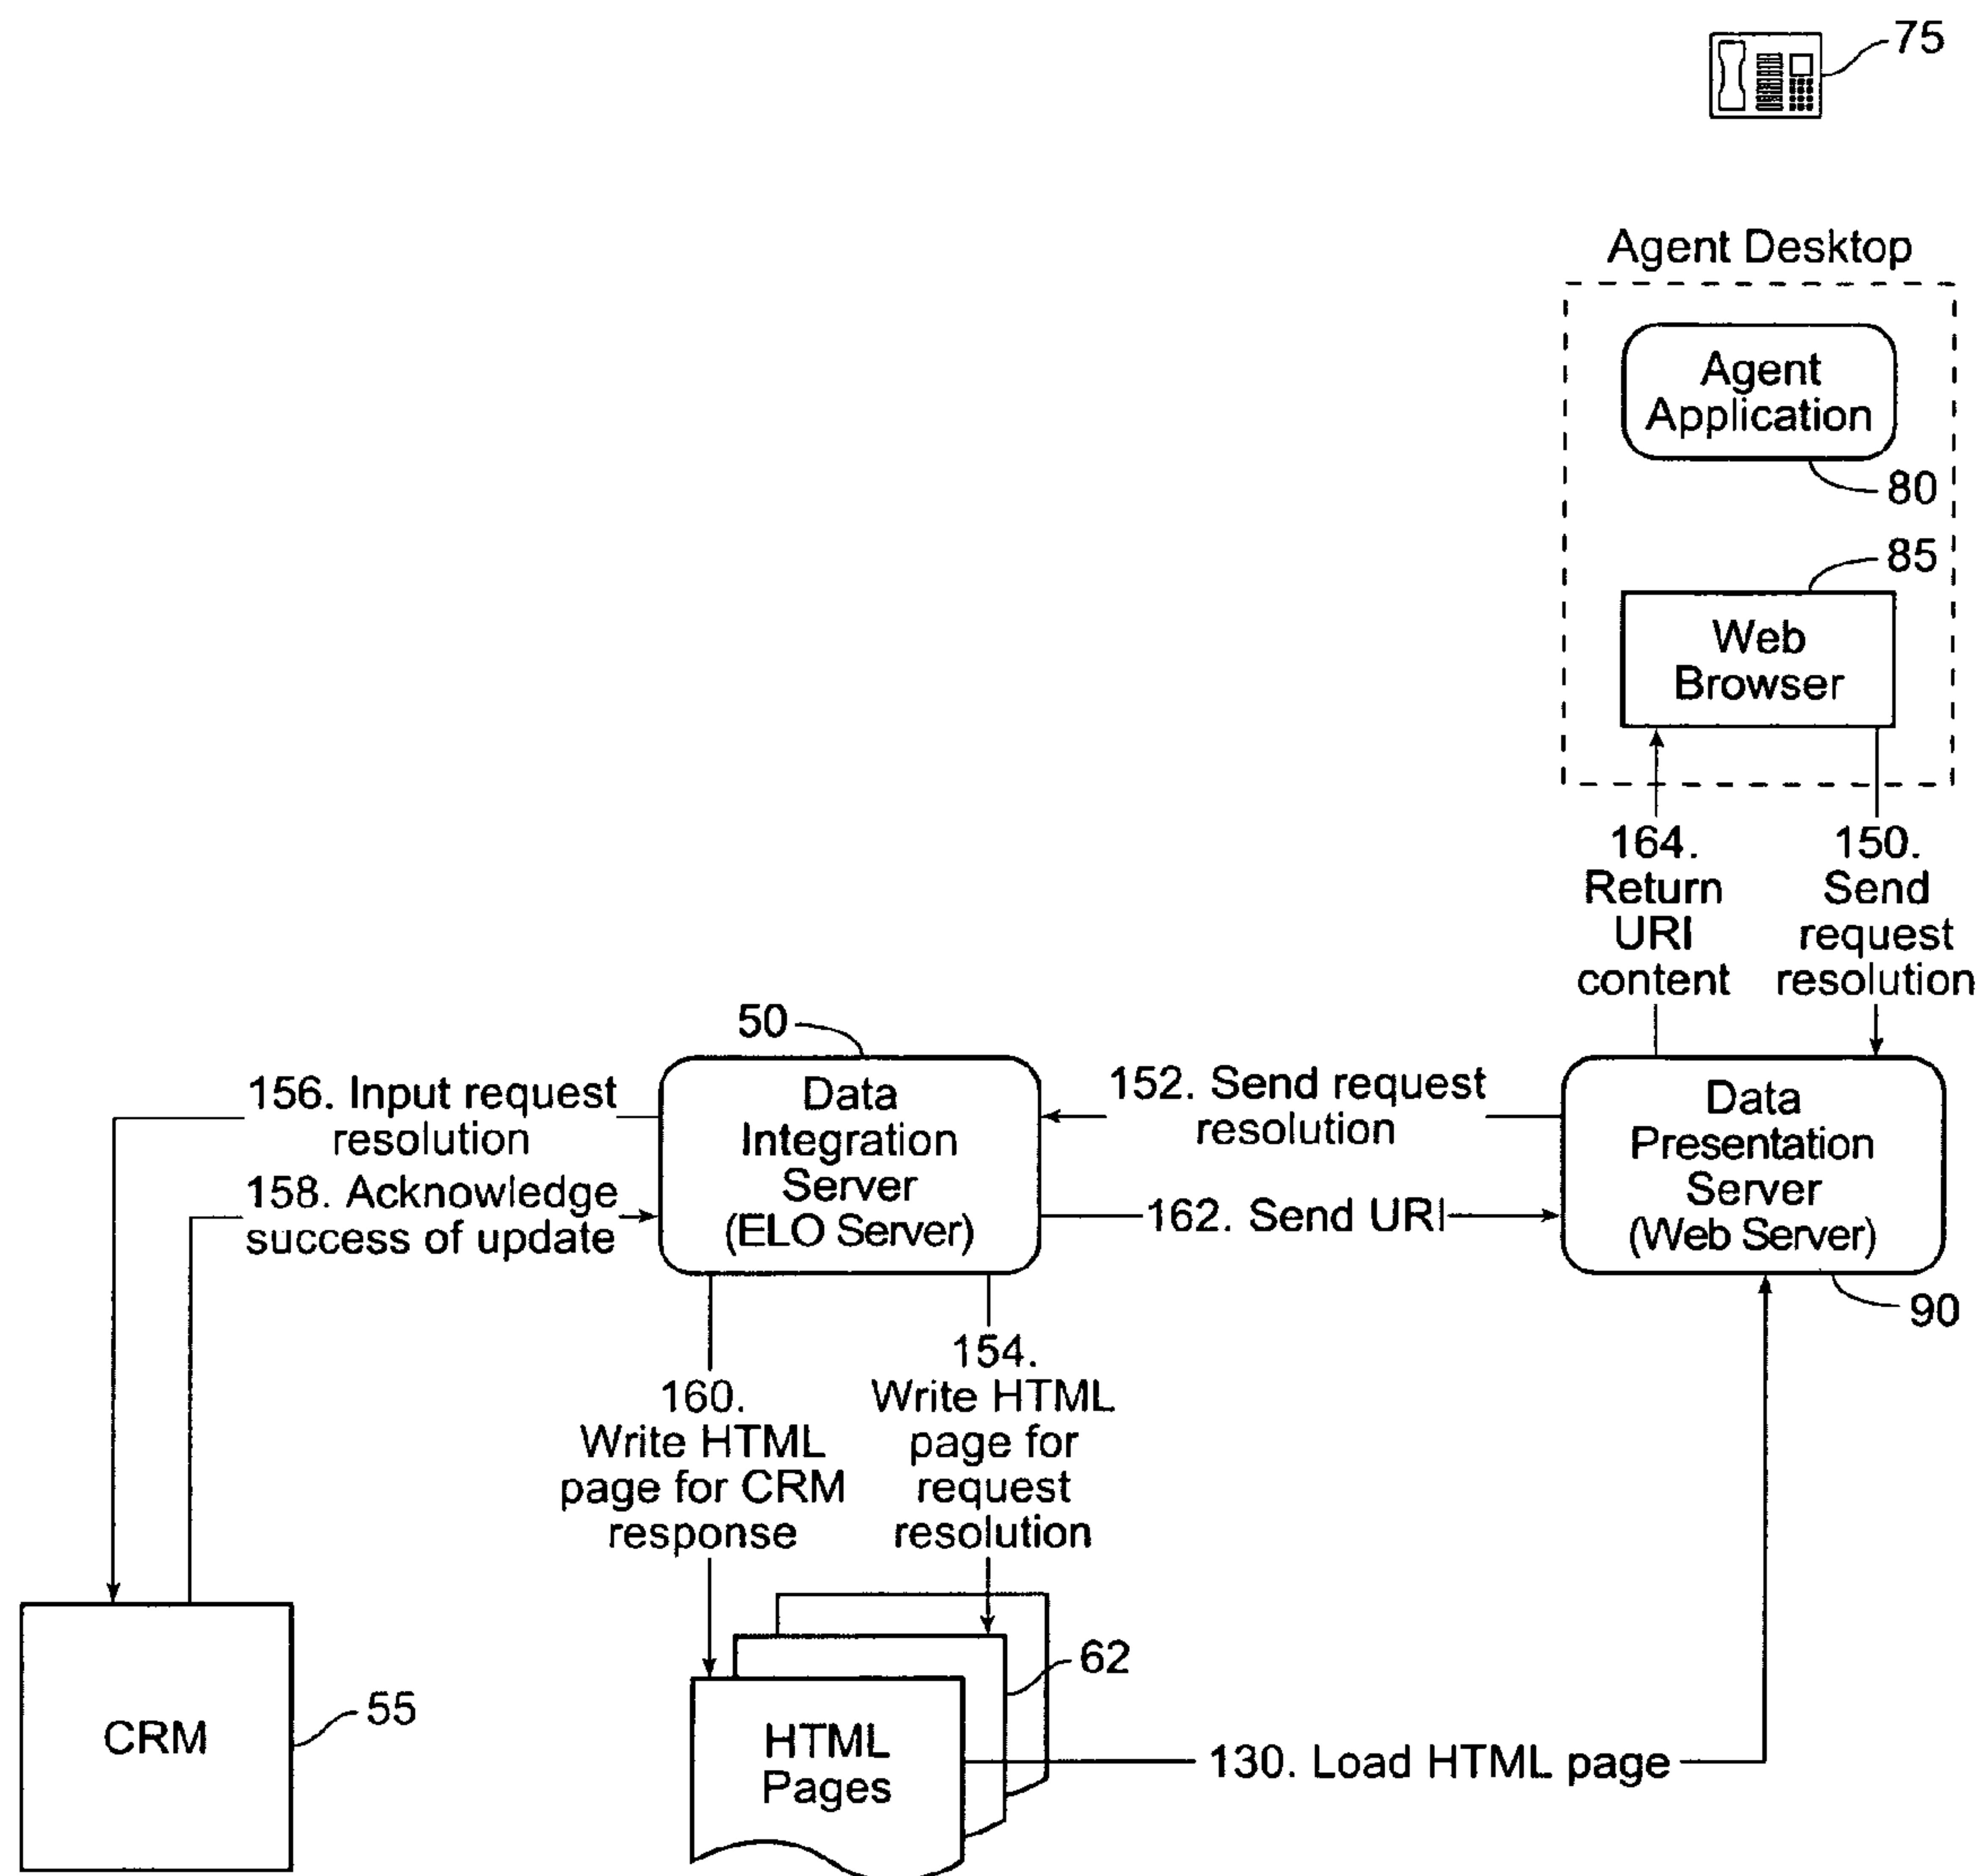 75
Agent Desktop
Agent
Application
80
85
Web
Browser
164.
Return
URI
content
150.
Send
request
resolution
50
Data
Integration
Server
(ELO Server)
152. Send request
resolution
162. Send URI
Data
Presentation
Server
(Web Server)
90
156. Input request
resolution
158. Acknowledge
success of update
160.
Write HTML
page for CRM
response
154.
Write HTML
page for
request
resolution
62
CRM
55
HTML
Pages
130. Load HTML page